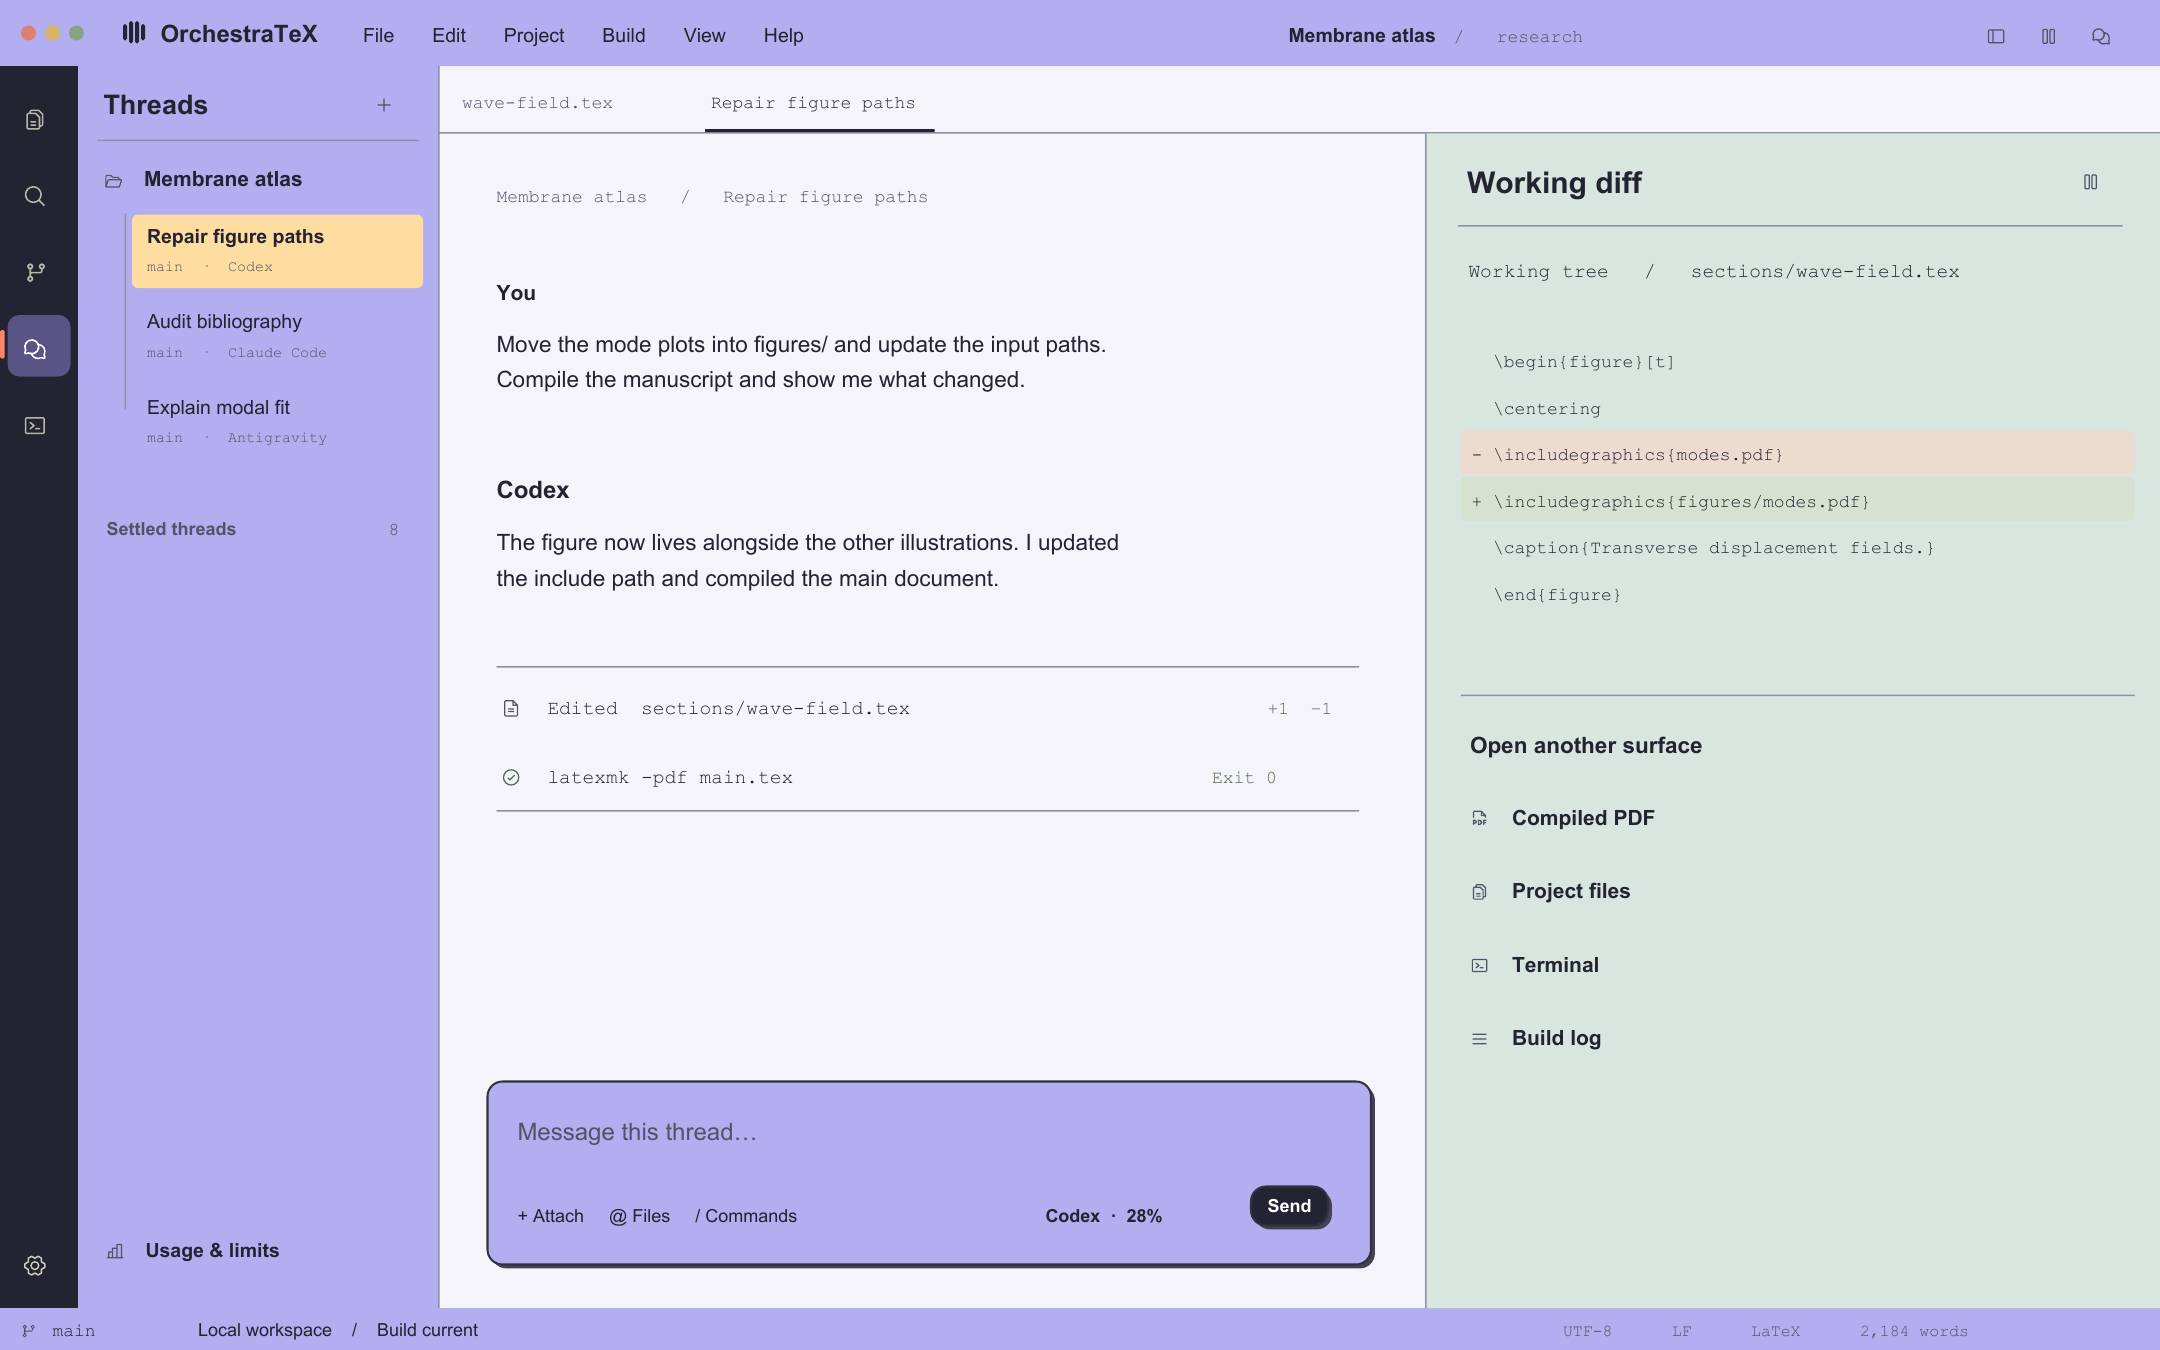 OrchestraTeX File Edit Project Build View Help
Membrane atlas / research
Threads
Membrane atlas
Repair figure paths
main · Codex
Audit bibliography
main · Claude Code
Explain modal fit
main · Antigravity
Settled threads 8
Usage & limits
wave-field.tex
Repair figure paths
Membrane atlas / Repair figure paths
You
Move the mode plots into figures/ and update the input paths.
Compile the manuscript and show me what changed.
Codex
The figure now lives alongside the other illustrations. I updated
the include path and compiled the main document.
Edited sections/wave-field.tex +1 −1
latexmk -pdf main.tex Exit 0
Message this thread…
+ Attach @ Files / Commands Codex · 28% Send
Working diff
Working tree / sections/wave-field.tex
\begin{figure}[t]
\centering
- \includegraphics{modes.pdf}
+ \includegraphics{figures/modes.pdf}
\caption{Transverse displacement fields.}
\end{figure}
Open another surface
PDF Compiled PDF
Project files
Terminal
Build log
main Local workspace / Build current UTF-8 LF LaTeX 2,184 words